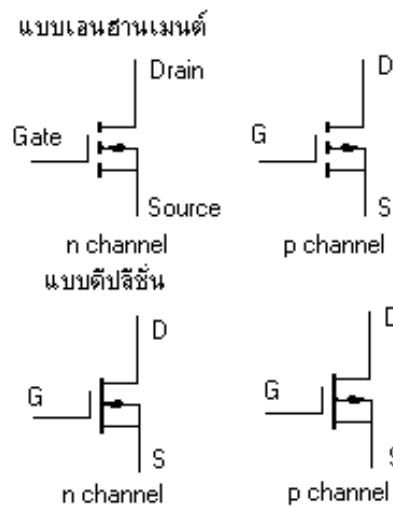 แบบเอนฮานเมนต์
Drain D
Gate G
Source S
n channel p channel
แบบดีปลีชั่น
D D
G G
S S
n channel p channel